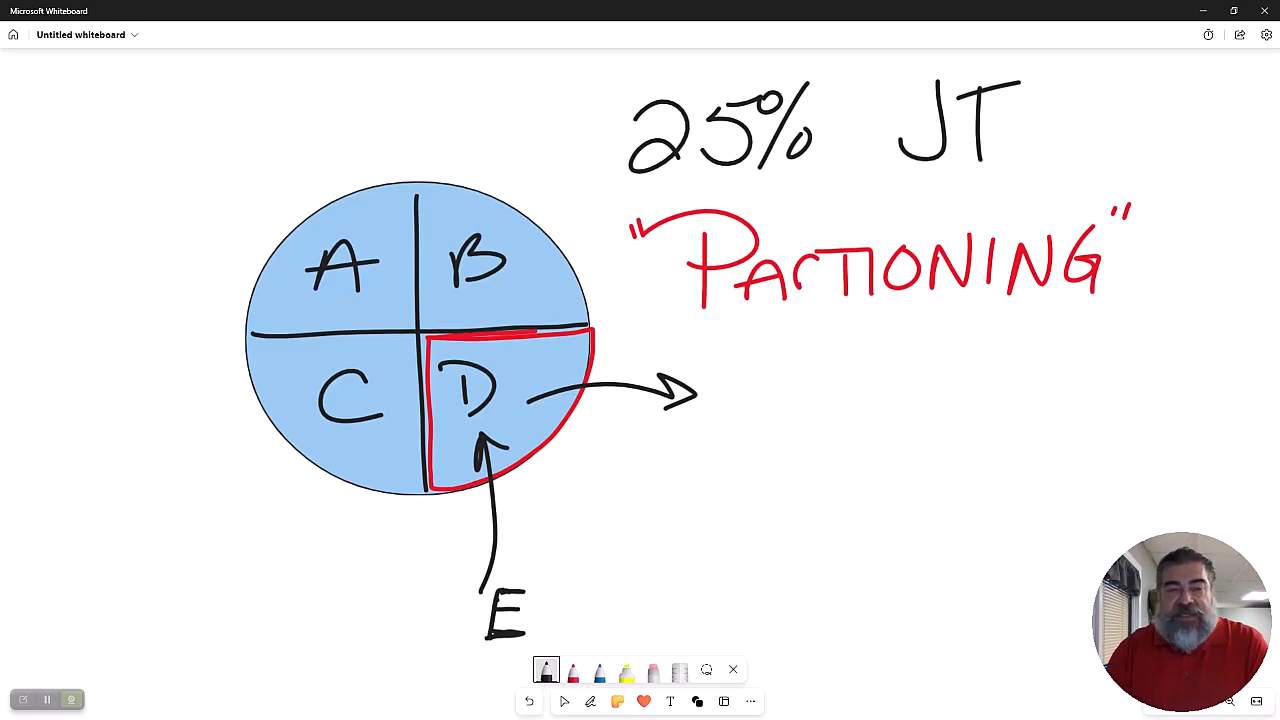 Microsoft Whiteboard
Untitled whiteboard
25% JT
"PARTIONING"
A B
C D
E
T